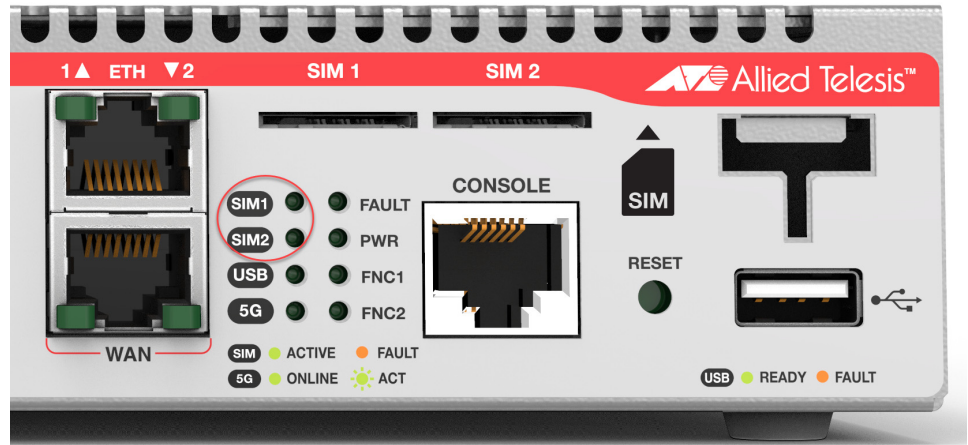 1▲ ETH ▼2
SIM 1
SIM 2
Allied Telesis™
SIM1
FAULT
SIM2
PWR
USB
FNC1
5G
FNC2
CONSOLE
SIM
RESET
WAN
SIM ACTIVE FAULT
5G ONLINE ACT
USB READY FAULT